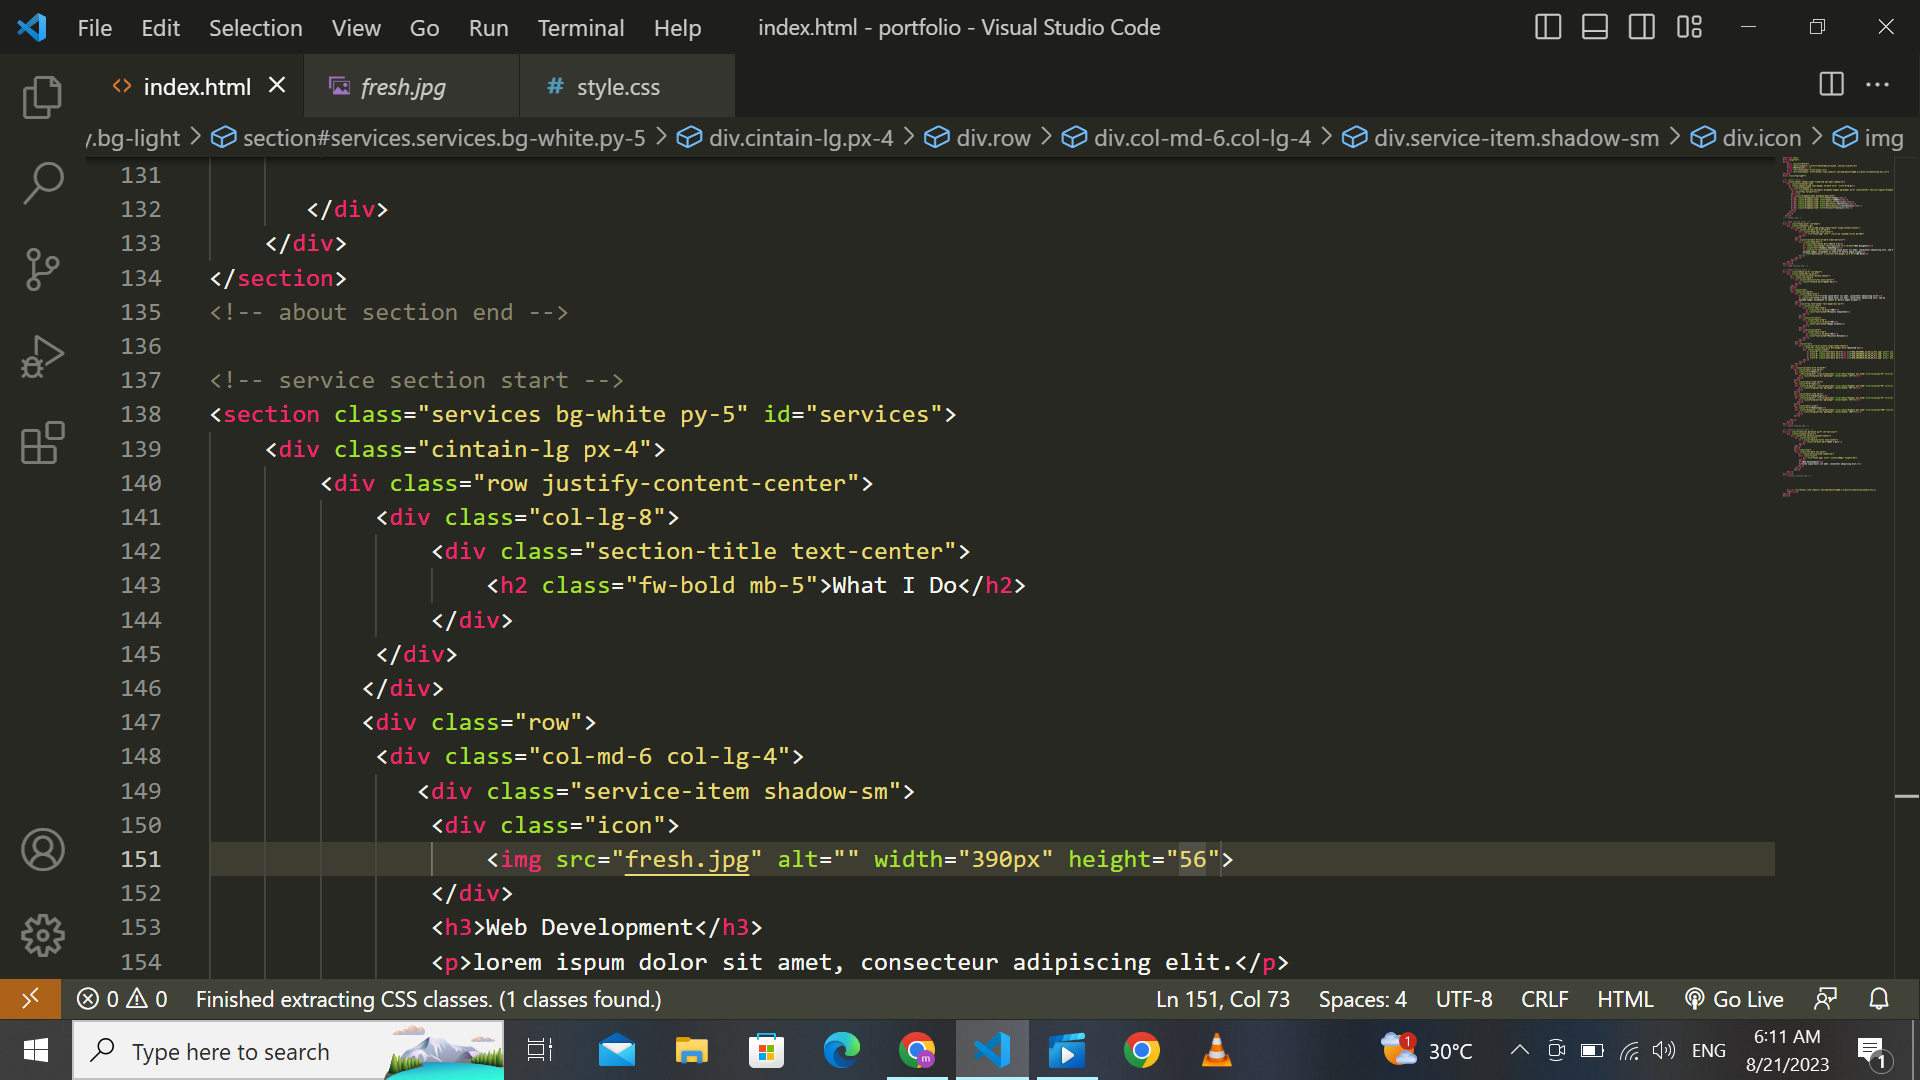 File Edit Selection View Go Run Terminal Help index.html - portfolio - Visual Studio Code
index.html fresh.jpg style.css
y.bg-light section#services.services.bg-white.py-5 div.cintain-lg.px-4 div.row div.col-md-6.col-lg-4 div.service-item.shadow-sm div.icon img
131
132 </div>
133 </div>
134 </section>
135 <!-- about section end -->
136
137 <!-- service section start -->
138 <section class="services bg-white py-5" id="services">
139 <div class="cintain-lg px-4">
140 <div class="row justify-content-center">
141 <div class="col-lg-8">
142 <div class="section-title text-center">
143 <h2 class="fw-bold mb-5">What I Do</h2>
144 </div>
145 </div>
146 </div>
147 <div class="row">
148 <div class="col-md-6 col-lg-4">
149 <div class="service-item shadow-sm">
150 <div class="icon">
151 <img src="fresh.jpg" alt="" width="390px" height="56">
152 </div>
153 <h3>Web Development</h3>
154 <p>lorem ispum dolor sit amet, consecteur adipiscing elit.</p>
0 0 Finished extracting CSS classes. (1 classes found.) Ln 151, Col 73 Spaces: 4 UTF-8 CRLF HTML Go Live
Type here to search m 1 30°C ENG 6:11 AM
8/21/2023 1